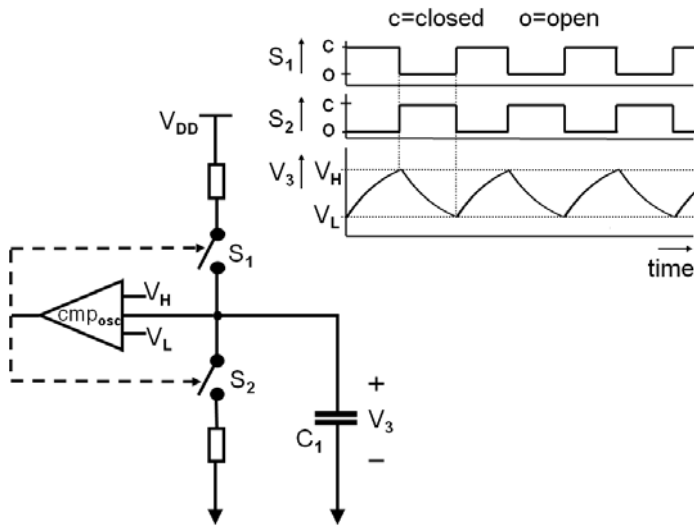 c=closed o=open
S1
c
o
S2
c
o
V3
VH
VL
time
VDD
S1
VH
cmposc
VL
S2
+
V3
C1
–